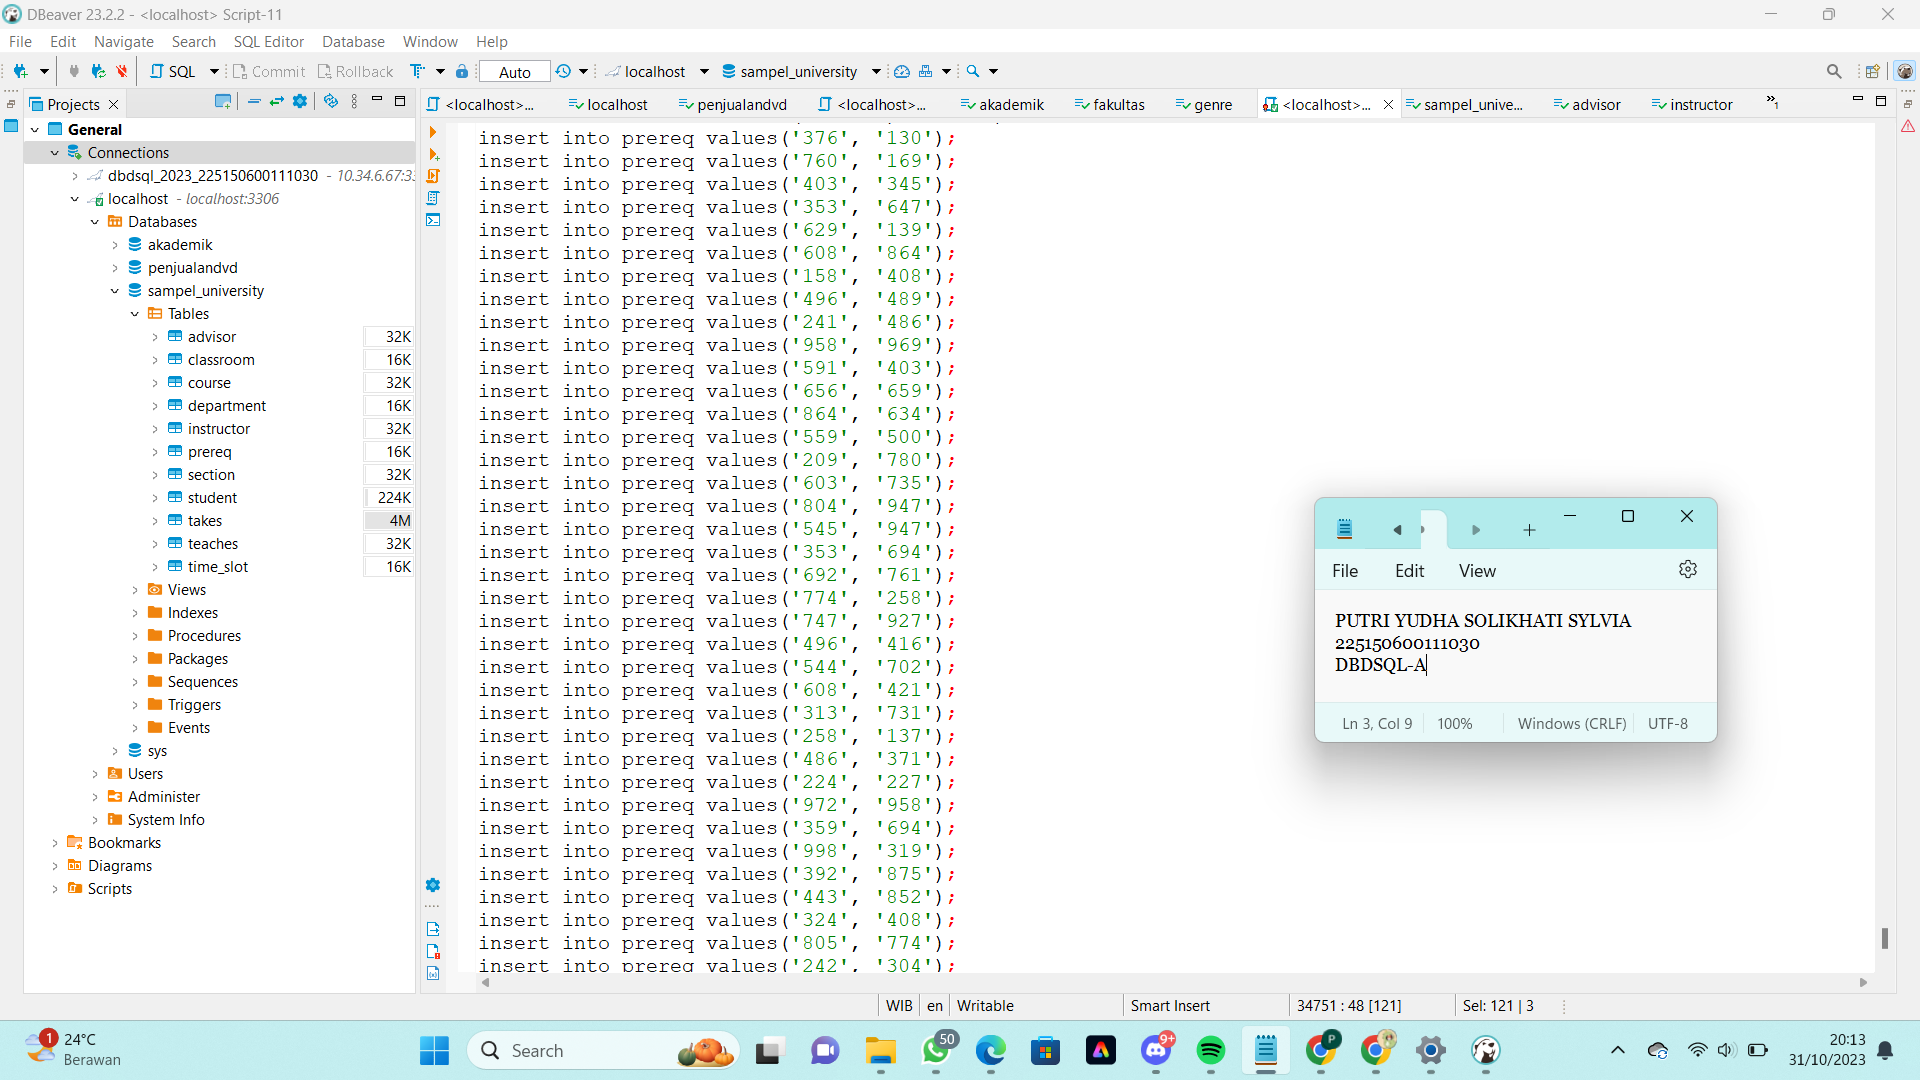 DBeaver 23.2.2 - <localhost> Script-11
File Edit Navigate Search SQL Editor Database Window Help
SQL Commit Rollback Auto localhost sampel_university
Projects
<localhost>... localhost penjualandvd <localhost>... akademik fakultas genre <localhost>... sampel_unive... advisor instructor »1
General
Connections
dbdsql_2023_225150600111030 - 10.34.6.67:33
localhost - localhost:3306
Databases
akademik
penjualandvd
sampel_university
Tables
advisor 32K
classroom 16K
course 32K
department 16K
instructor 32K
prereq 16K
section 32K
student 224K
takes 4M
teaches 32K
time_slot 16K
Views
Indexes
Procedures
Packages
Sequences
Triggers
Events
sys
Users
Administer
System Info
Bookmarks
Diagrams
Scripts
insert into prereq values('376', '130');
insert into prereq values('760', '169');
insert into prereq values('403', '345');
insert into prereq values('353', '647');
insert into prereq values('629', '139');
insert into prereq values('608', '864');
insert into prereq values('158', '408');
insert into prereq values('496', '489');
insert into prereq values('241', '486');
insert into prereq values('958', '969');
insert into prereq values('591', '403');
insert into prereq values('656', '659');
insert into prereq values('864', '634');
insert into prereq values('559', '500');
insert into prereq values('209', '780');
insert into prereq values('603', '735');
insert into prereq values('804', '947');
insert into prereq values('545', '947');
insert into prereq values('353', '694');
insert into prereq values('692', '761');
insert into prereq values('774', '258');
insert into prereq values('747', '927');
insert into prereq values('496', '416');
insert into prereq values('544', '702');
insert into prereq values('608', '421');
insert into prereq values('313', '731');
insert into prereq values('258', '137');
insert into prereq values('486', '371');
insert into prereq values('224', '227');
insert into prereq values('972', '958');
insert into prereq values('359', '694');
insert into prereq values('998', '319');
insert into prereq values('392', '875');
insert into prereq values('443', '852');
insert into prereq values('324', '408');
insert into prereq values('805', '774');
insert into prereq values('242', '304');
File Edit View
PUTRI YUDHA SOLIKHATI SYLVIA
225150600111030
DBDSQL-A
Ln 3, Col 9 100% Windows (CRLF) UTF-8
WIB en Writable Smart Insert 34751 : 48 [121] Sel: 121 | 3
1 24°C
Berawan
Search
50
9+
P
20:13
31/10/2023